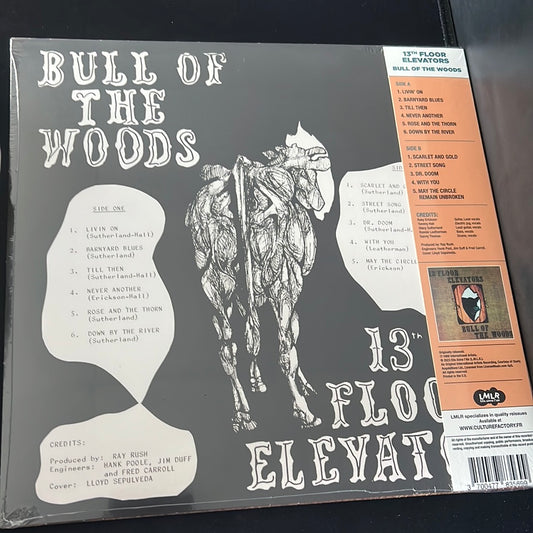 BULL OF
THE
WOODS
SIDE ONE
1. LIVIN ON
(Sutherland-Hall)
2. BARNYARD BLUES
(Sutherland)
3. TILL THEN
(Sutherland-Hall)
4. NEVER ANOTHER
(Erickson-Hall)
5. ROSE AND THE THORN
(Sutherland)
6. DOWN BY THE RIVER
(Sutherland)
CREDITS:
Produced by: RAY RUSH
Engineers: HANK POOLE, JIM DUFF
and FRED CARROLL
Cover: LLOYD SEPULVEDA
1. SCARLET AND
2. STREET SONG
(Sutherland
3. DR. DOOM
4. WITH YOU
(Leatherman)
5. MAY THE CIRCLE
(Erickson)
13th
FLOO
ELEVAT
13TH FLOOR
ELEVATORS
BULL OF THE WOODS
SIDE A
1. LIVIN' ON
2. BARNYARD BLUES
3. TILL THEN
4. NEVER ANOTHER
5. ROSE AND THE THORN
6. DOWN BY THE RIVER
SIDE B
1. SCARLET AND GOLD
2. STREET SONG
3. DR. DOOM
4. WITH YOU
5. MAY THE CIRCLE
REMAIN UNBROKEN
CREDITS:
13 FLOOR
ELEVATORS
BULL OF
THE WOODS
LMLR
LMLR specializes in quality reissues
Available at
WWW.CULTUREFACTORY.FR
3 700477 835699